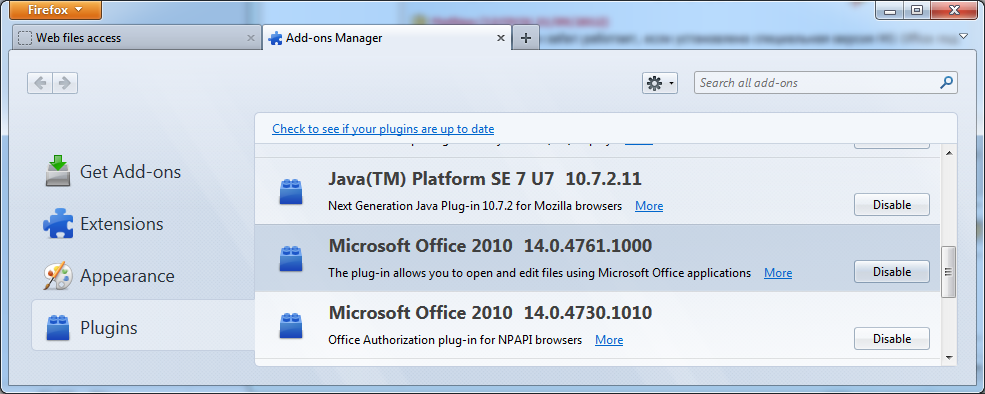 Firefox
Web files access
Add-ons Manager
Search all add-ons
Check to see if your plugins are up to date
Get Add-ons
Extensions
Appearance
Plugins
Java(TM) Platform SE 7 U7 10.7.2.11
Next Generation Java Plug-in 10.7.2 for Mozilla browsers More
Disable
Microsoft Office 2010 14.0.4761.1000
The plug-in allows you to open and edit files using Microsoft Office applications More
Disable
Microsoft Office 2010 14.0.4730.1010
Office Authorization plug-in for NPAPI browsers More
Disable